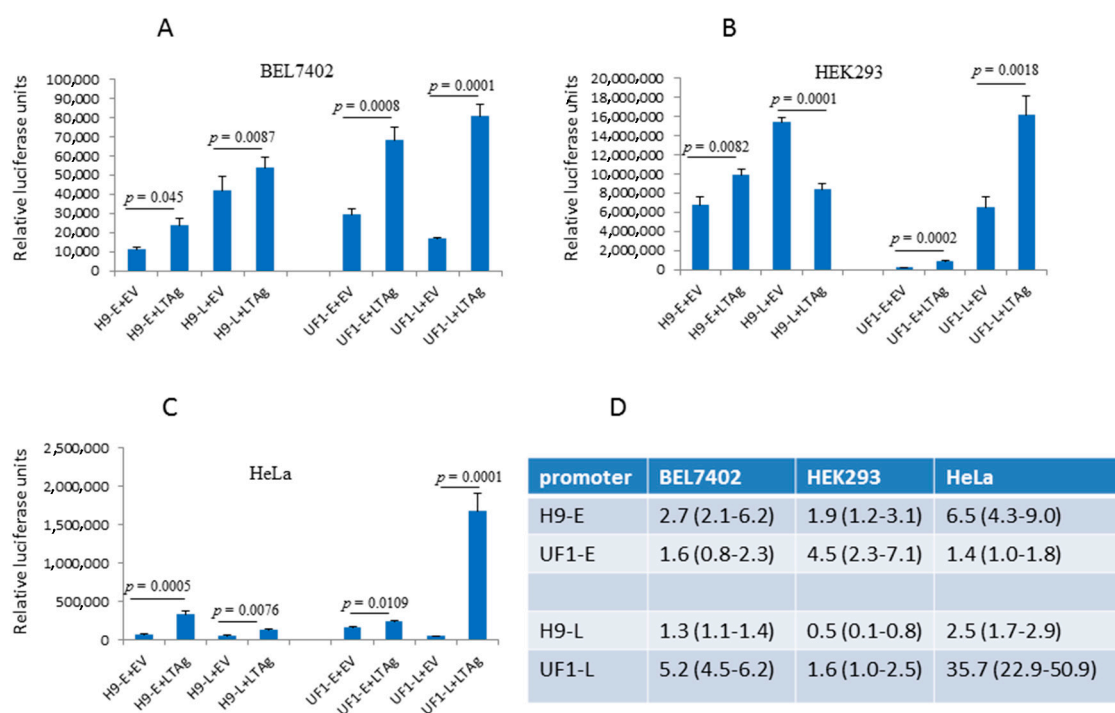 A
BEL7402
Relative luciferase units
100,000
90,000
80,000
70,000
60,000
50,000
40,000
30,000
20,000
10,000
0
p = 0.045
p = 0.0087
p = 0.0008
p = 0.0001
H9-E+EV
H9-E+LTAg
H9-L+EV
H9-L+LTAg
UF1-E+EV
UF1-E+LTAg
UF1-L+EV
UF1-L+LTAg
B
HEK293
Relative luciferase units
20,000,000
18,000,000
16,000,000
14,000,000
12,000,000
10,000,000
8,000,000
6,000,000
4,000,000
2,000,000
0
p = 0.0082
p = 0.0001
p = 0.0002
p = 0.0018
H9-E+EV
H9-E+LTAg
H9-L+EV
H9-L+LTAg
UF1-E+EV
UF1-E+LTAg
UF1-L+EV
UF1-L+LTAg
C
HeLa
Relative luciferase units
2,500,000
2,000,000
1,500,000
1,000,000
500,000
0
p = 0.0005
p = 0.0076
p = 0.0109
p = 0.0001
H9-E+EV
H9-E+LTAg
H9-L+EV
H9-L+LTAg
UF1-E+EV
UF1-E+LTAg
UF1-L+EV
UF1-L+LTAg
D
promoter BEL7402 HEK293 HeLa
H9-E 2.7 (2.1-6.2) 1.9 (1.2-3.1) 6.5 (4.3-9.0)
UF1-E 1.6 (0.8-2.3) 4.5 (2.3-7.1) 1.4 (1.0-1.8)
H9-L 1.3 (1.1-1.4) 0.5 (0.1-0.8) 2.5 (1.7-2.9)
UF1-L 5.2 (4.5-6.2) 1.6 (1.0-2.5) 35.7 (22.9-50.9)